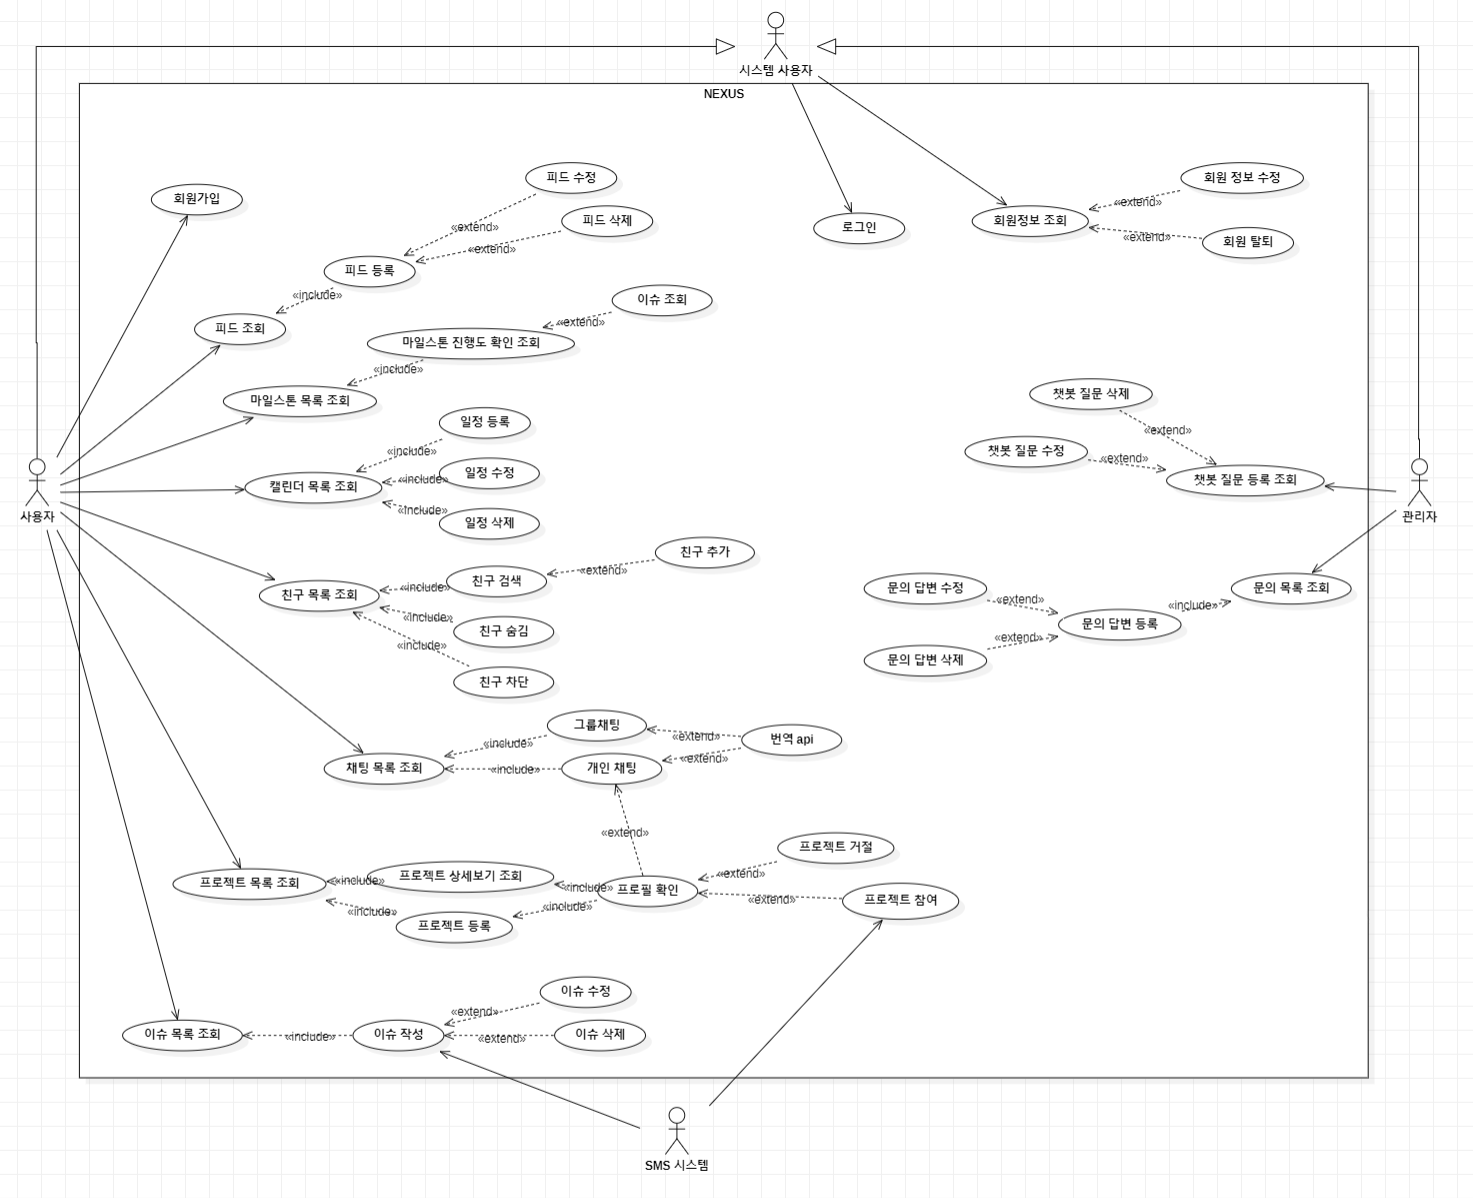 시스템 사용자
NEXUS
회원가입
피드 수정
«extend»
피드 삭제
«extend»
피드 등록
«include»
피드 조회
로그인
회원정보 조회
회원 정보 수정
«extend»
회원 탈퇴
«extend»
이슈 조회
«extend»
마일스톤 진행도 확인 조회
«include»
마일스톤 목록 조회
일정 등록
«include»
일정 수정
«include»
캘린더 목록 조회
일정 삭제
«include»
사용자
챗봇 질문 삭제
«extend»
챗봇 질문 수정
«extend»
챗봇 질문 등록 조회
관리자
친구 추가
«extend»
친구 검색
«include»
친구 목록 조회
친구 숨김
«include»
친구 차단
«include»
문의 답변 수정
«extend»
문의 답변 등록
«include»
문의 목록 조회
문의 답변 삭제
«extend»
그룹채팅
«include»
«extend»
번역 api
채팅 목록 조회
«include»
개인 채팅
«extend»
«extend»
프로젝트 거절
«extend»
프로젝트 목록 조회
«include»
프로젝트 상세보기 조회
«include»
프로필 확인
«extend»
프로젝트 참여
«include»
프로젝트 등록
«include»
이슈 수정
«extend»
이슈 목록 조회
«include»
이슈 작성
«extend»
이슈 삭제
SMS 시스템